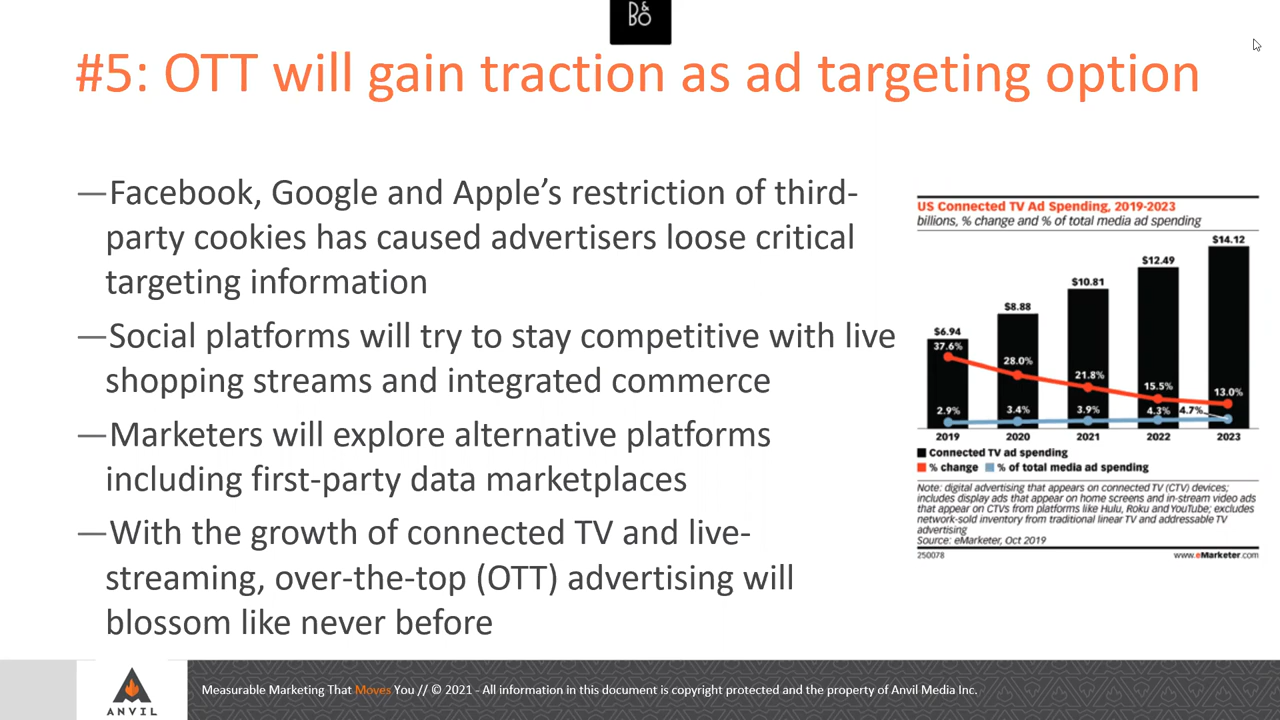 D&
BO
#5: OTT will gain traction as ad targeting option
—Facebook, Google and Apple’s restriction of third-
party cookies has caused advertisers loose critical
targeting information
—Social platforms will try to stay competitive with live
shopping streams and integrated commerce
—Marketers will explore alternative platforms
including first-party data marketplaces
—With the growth of connected TV and live-
streaming, over-the-top (OTT) advertising will
blossom like never before
US Connected TV Ad Spending, 2019-2023
billions, % change and % of total media ad spending
$14.12
$12.49
$10.81
$8.88
$6.94
37.6%
28.0%
21.8%
15.5%
13.0%
2.9%
3.4%
3.9%
4.3%
4.7%
2019 2020 2021 2022 2023
Connected TV ad spending
% change % of total media ad spending
Note: digital advertising that appears on connected TV (CTV) devices;
includes display ads that appear on home screens and in-stream video ads
that appear on CTVs from platforms like Hulu, Roku and YouTube; excludes
network-sold inventory from traditional linear TV and addressable TV
advertising
Source: eMarketer, Oct 2019
250078 www.eMarketer.com
ANVIL
Measurable Marketing That Moves You // © 2021 - All information in this document is copyright protected and the property of Anvil Media Inc.